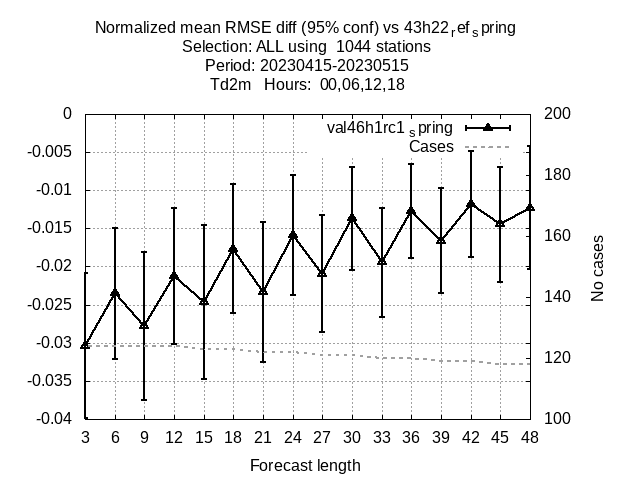 Normalized mean RMSE diff (95% conf) vs 43h22refspring
Selection: ALL using  1044 stations
Period: 20230415-20230515
Td2m   Hours:  00,06,12,18
val46h1rc1spring
Cases
0
-0.005
-0.01
-0.015
-0.02
-0.025
-0.03
-0.035
-0.04
200
180
160
140
120
100
No cases
3 6 9 12 15 18 21 24 27 30 33 36 39 42 45 48
Forecast length